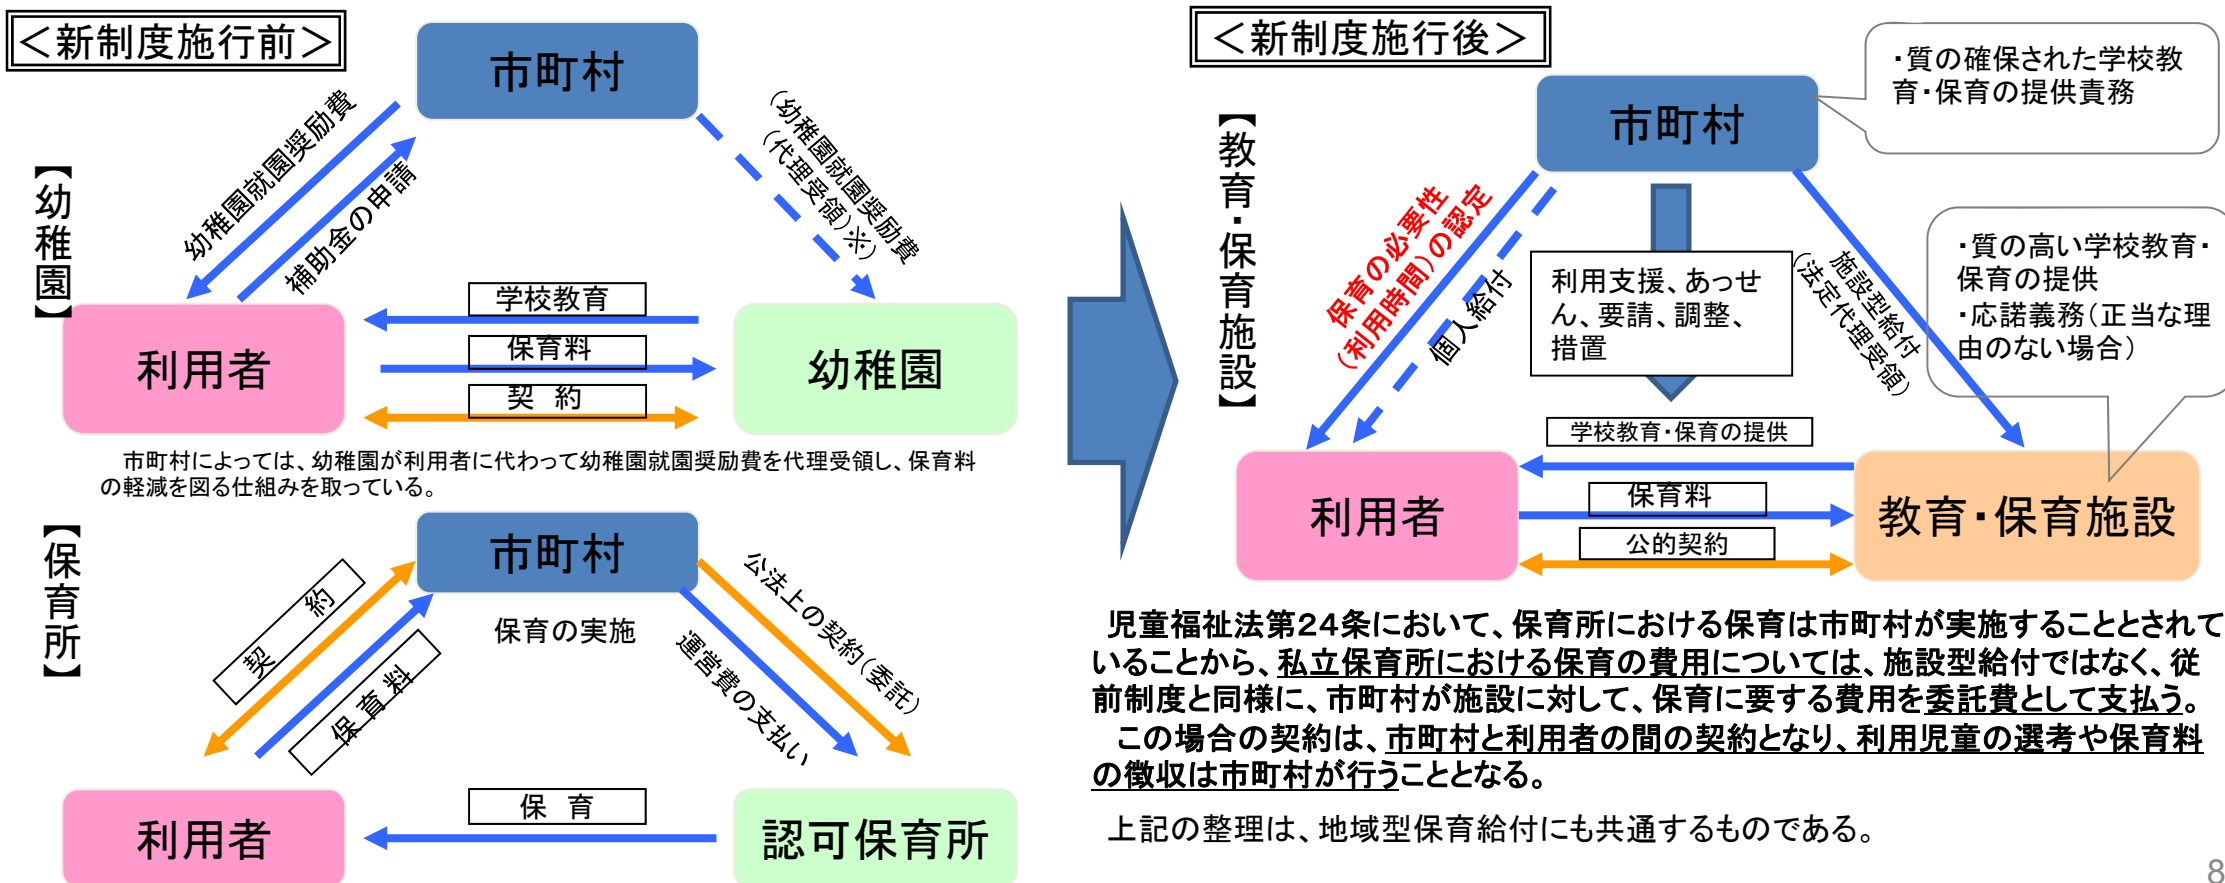 ＜新制度施行前＞
【幼稚園】
市町村
幼稚園就園奨励費
補助金の申請
(幼稚園就園奨励費
(代理受領)※)
学校教育
保育料
契 約
利用者
幼稚園
市町村によっては、幼稚園が利用者に代わって幼稚園就園奨励費を代理受領し、保育料
の軽減を図る仕組みを取っている。
【保育所】
市町村
保育の実施
契 約
保育料
公法上の契約(委託)
運営費の支払い
保 育
利用者
認可保育所
＜新制度施行後＞
【教育・保育施設】
市町村
・質の確保された学校教
育・保育の提供責務
保育の必要性
(利用時間)の認定
個人給付
利用支援、あっせ
ん、要請、調整、
措置
施設型給付
(法定代理受領)
・質の高い学校教育・
保育の提供
・応諾義務(正当な理
由のない場合)
学校教育・保育の提供
保育料
公的契約
利用者
教育・保育施設
児童福祉法第24条において、保育所における保育は市町村が実施することとされて
いることから、私立保育所における保育の費用については、施設型給付ではなく、従
前制度と同様に、市町村が施設に対して、保育に要する費用を委託費として支払う。
この場合の契約は、市町村と利用者の間の契約となり、利用児童の選考や保育料
の徴収は市町村が行うこととなる。
上記の整理は、地域型保育給付にも共通するものである。
8